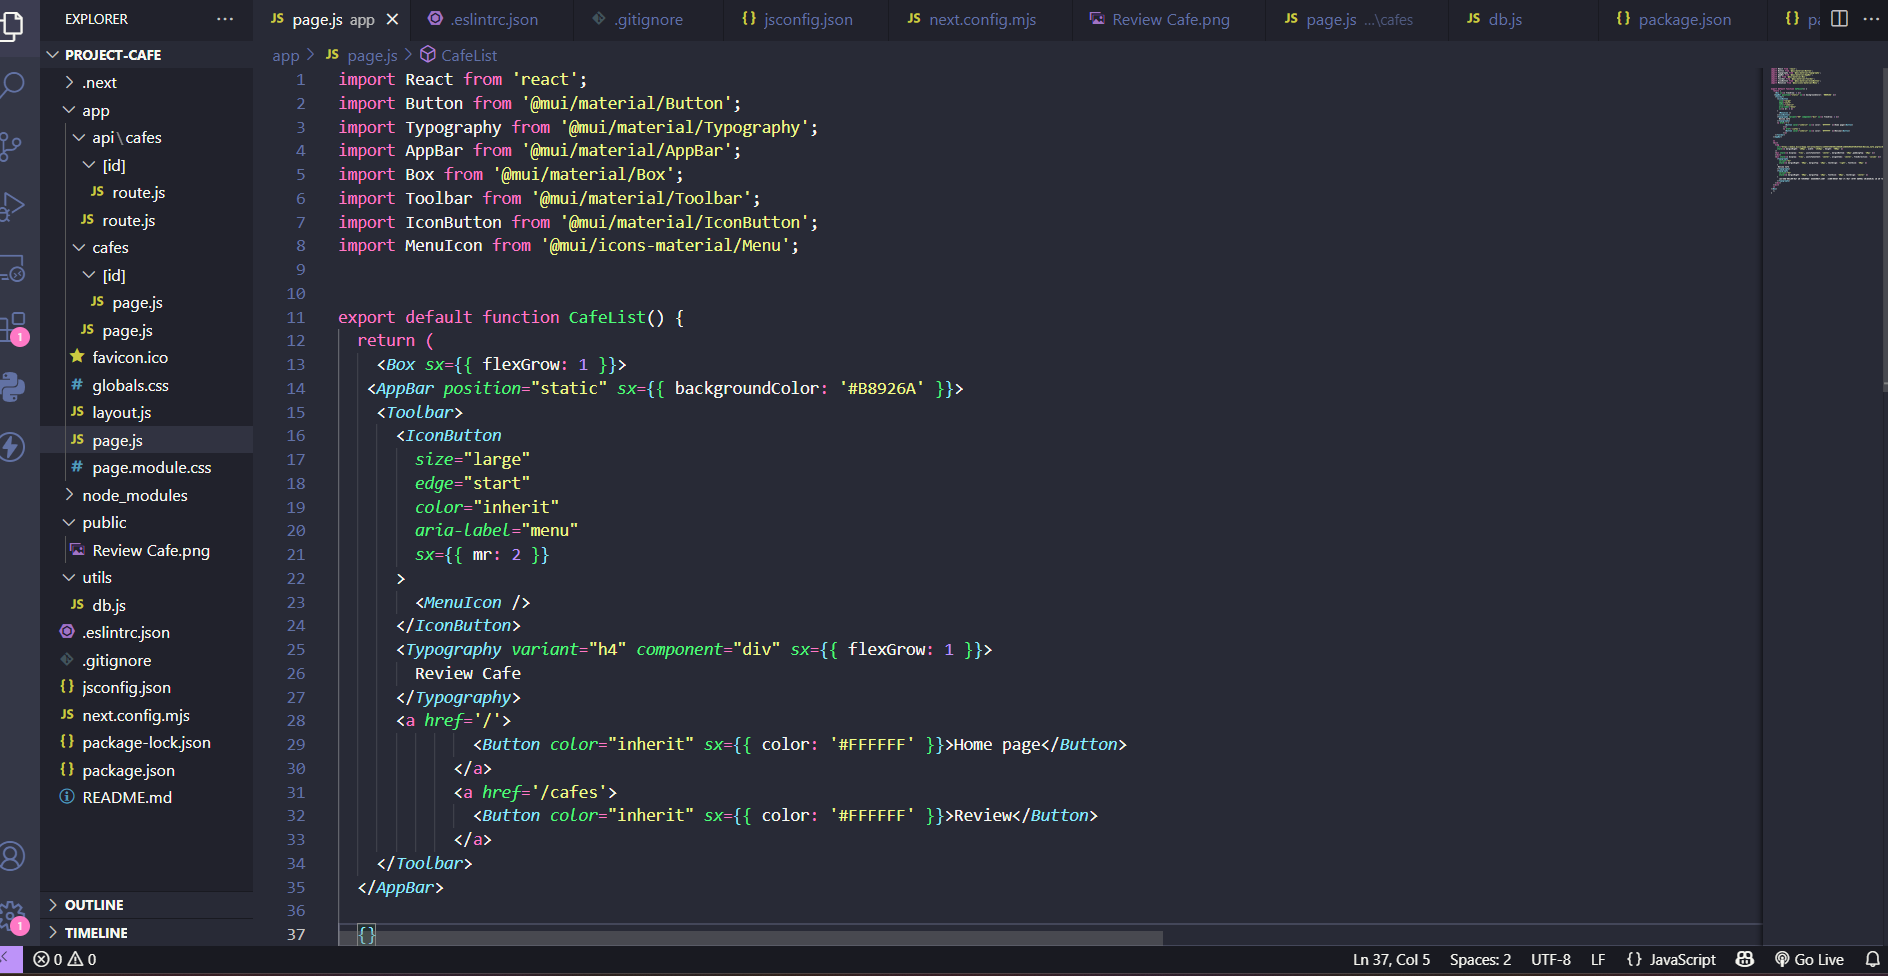 EXPLORER ···
PROJECT-CAFE
.next
app
api\cafes
[id]
JS route.js
JS route.js
cafes
[id]
JS page.js
JS page.js
favicon.ico
# globals.css
JS layout.js
JS page.js
# page.module.css
node_modules
public
Review Cafe.png
utils
JS db.js
.eslintrc.json
.gitignore
{} jsconfig.json
JS next.config.mjs
{} package-lock.json
{} package.json
README.md
OUTLINE
TIMELINE
1
1
JS page.js app
.eslintrc.json
.gitignore
{} jsconfig.json
JS next.config.mjs
Review Cafe.png
JS page.js ...\cafes
JS db.js
{} package.json
{}
···
app > JS page.js > CafeList
1 import React from 'react';
2 import Button from '@mui/material/Button';
3 import Typography from '@mui/material/Typography';
4 import AppBar from '@mui/material/AppBar';
5 import Box from '@mui/material/Box';
6 import Toolbar from '@mui/material/Toolbar';
7 import IconButton from '@mui/material/IconButton';
8 import MenuIcon from '@mui/icons-material/Menu';
9
10
11 export default function CafeList() {
12 return (
13 <Box sx={{ flexGrow: 1 }}>
14 <AppBar position="static" sx={{ backgroundColor: '#B8926A' }}>
15 <Toolbar>
16 <IconButton
17 size="large"
18 edge="start"
19 color="inherit"
20 aria-label="menu"
21 sx={{ mr: 2 }}
22 >
23 <MenuIcon />
24 </IconButton>
25 <Typography variant="h4" component="div" sx={{ flexGrow: 1 }}>
26 Review Cafe
27 </Typography>
28 <a href='/'>
29 <Button color="inherit" sx={{ color: '#FFFFFF' }}>Home page</Button>
30 </a>
31 <a href='/cafes'>
32 <Button color="inherit" sx={{ color: '#FFFFFF' }}>Review</Button>
33 </a>
34 </Toolbar>
35 </AppBar>
36
37 {}
0 0
Ln 37, Col 5
Spaces: 2
UTF-8
LF
{} JavaScript
Go Live